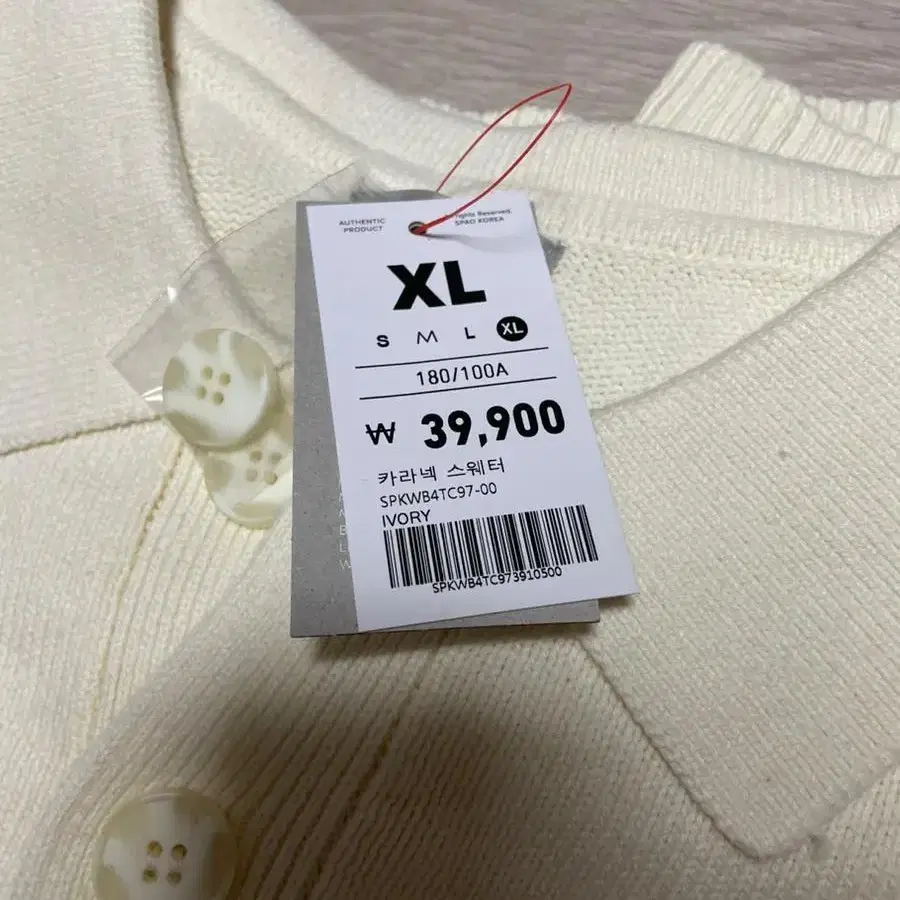 AUTHENTIC
PRODUCT
rights Reserved.
SPAO KOREA
XL
S M L XL
180/100A
₩ 39,900
카라넥 스웨터
SPKWB4TC97-00
IVORY
SPKWB4TC973910500